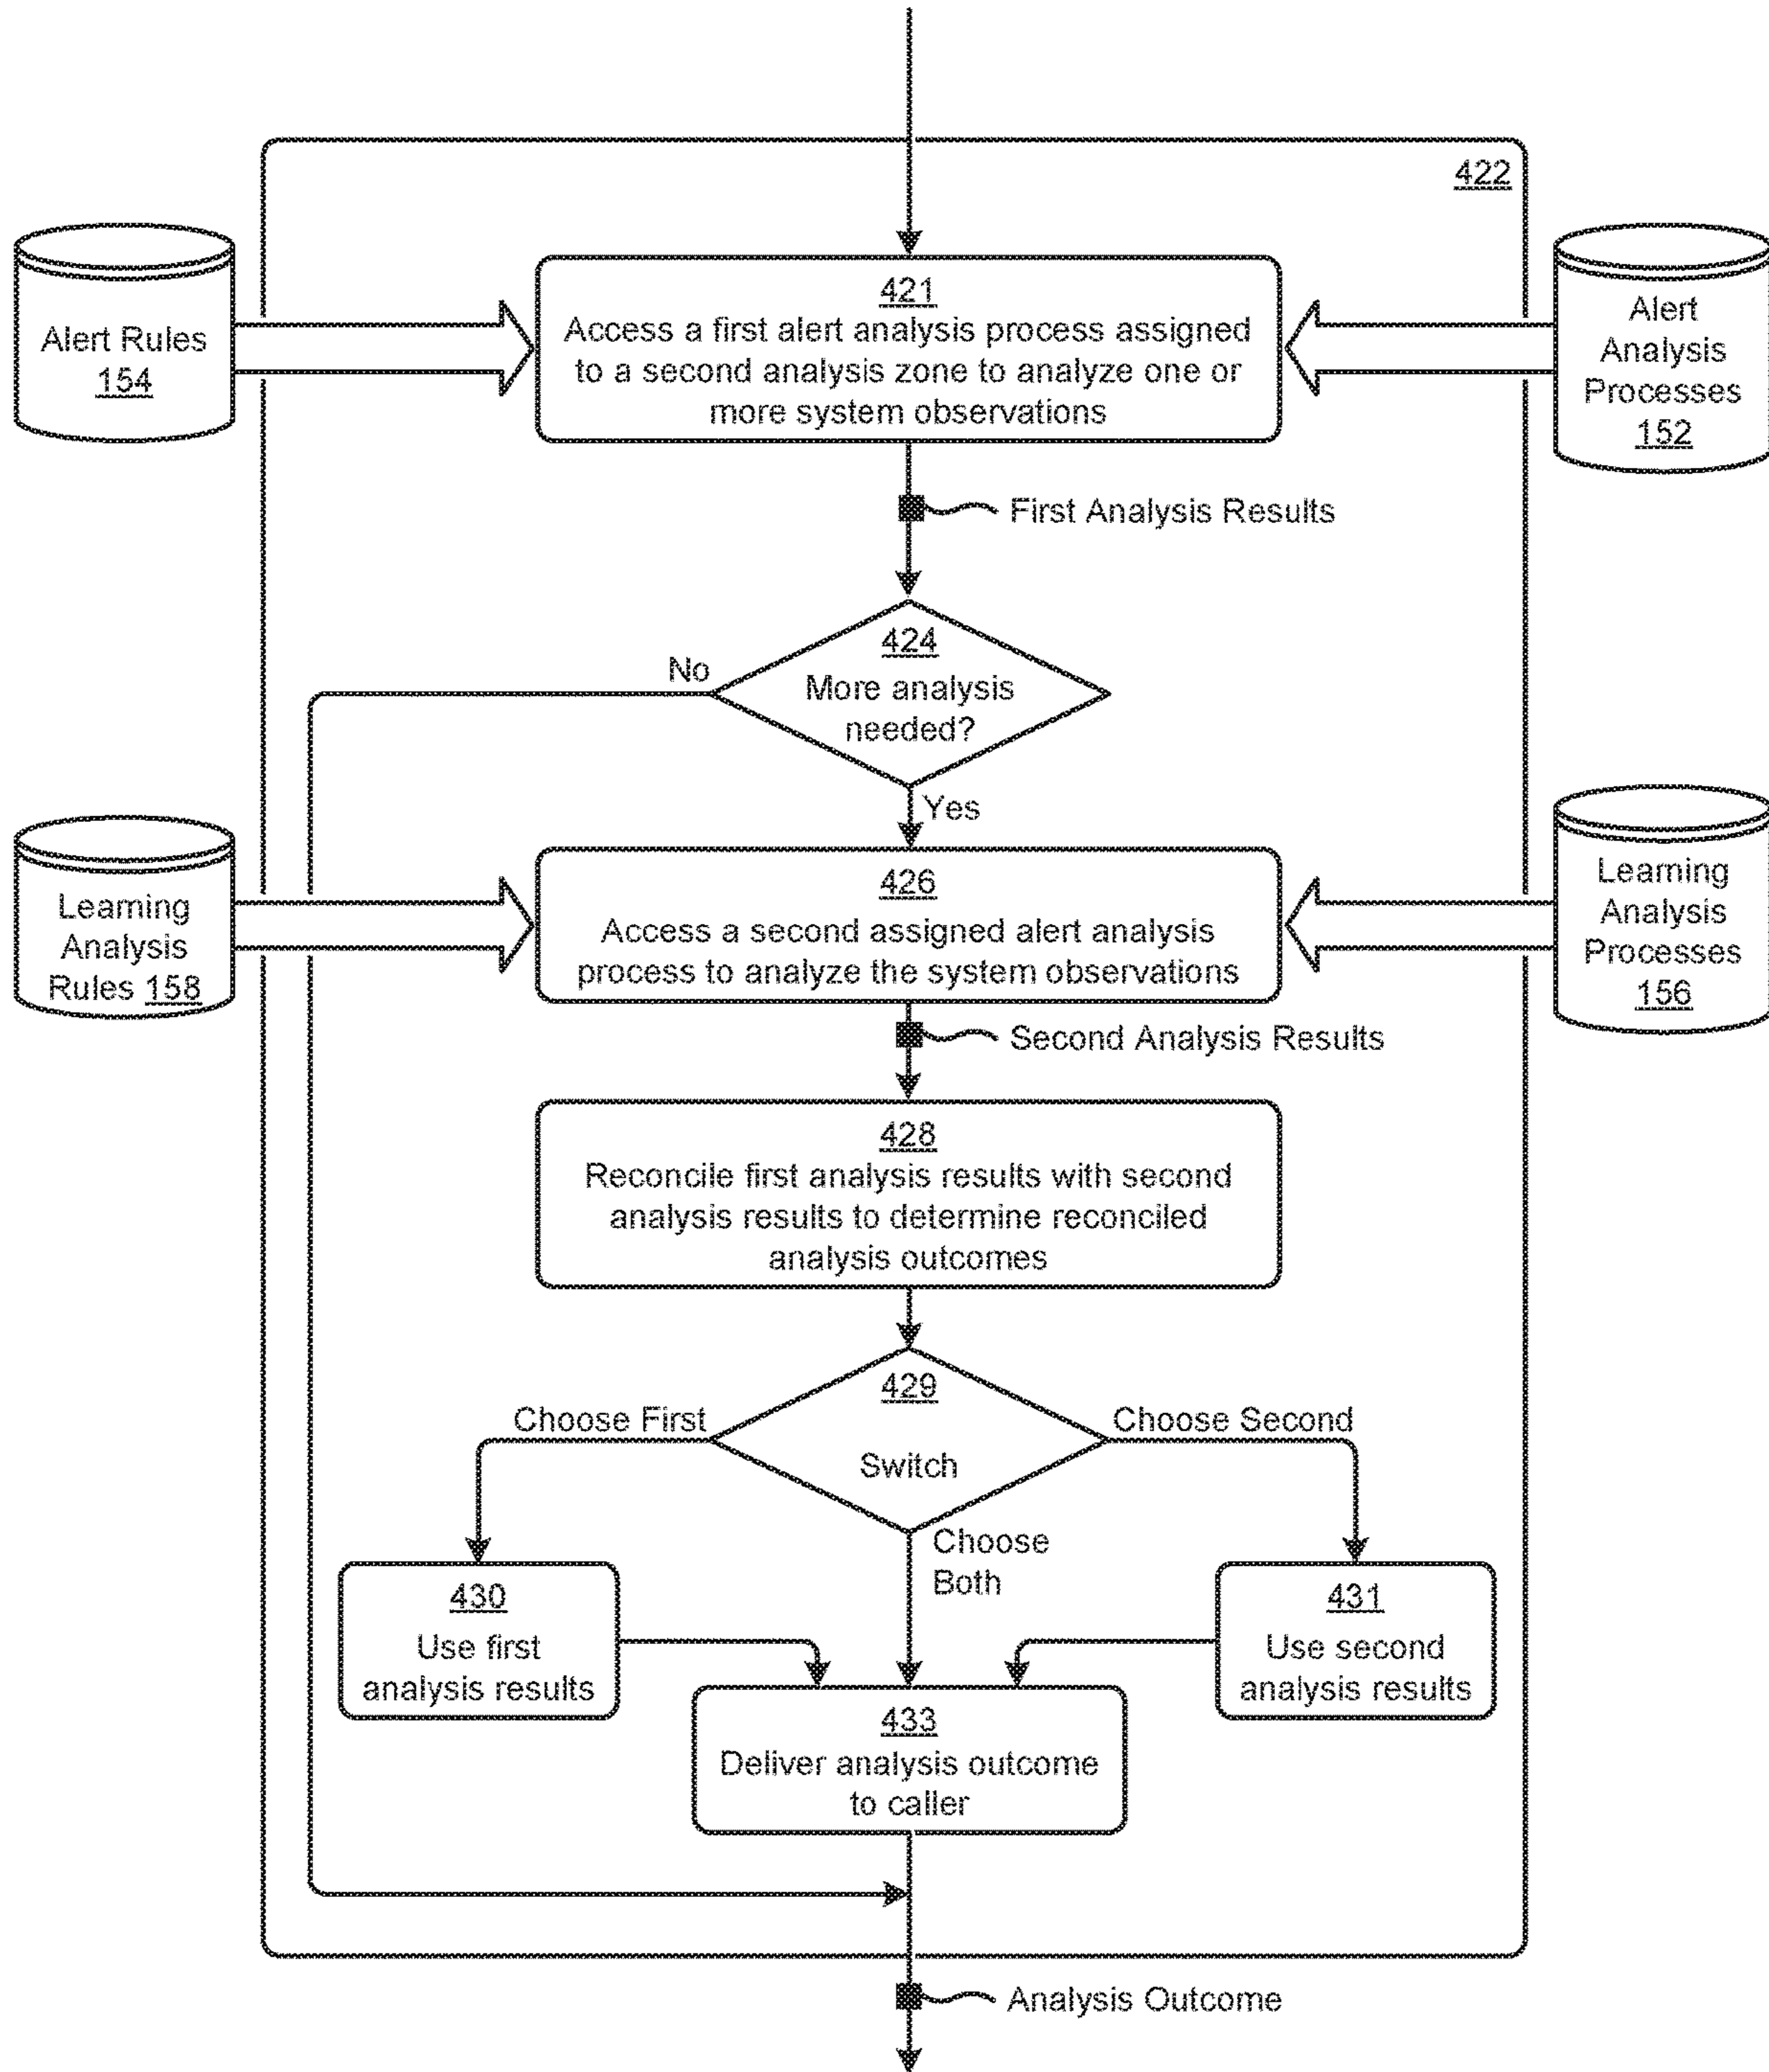 422
Alert Rules
154
421
Access a first alert analysis process assigned
to a second analysis zone to analyze one or
more system observations
Alert
Analysis
Processes
152
First Analysis Results
424
More analysis
needed?
No
Yes
Learning
Analysis
Rules 158
426
Access a second assigned alert analysis
process to analyze the system observations
Learning
Analysis
Processes
156
Second Analysis Results
428
Reconcile first analysis results with second
analysis results to determine reconciled
analysis outcomes
429
Switch
Choose First
Choose Second
Choose
Both
430
Use first
analysis results
431
Use second
analysis results
433
Deliver analysis outcome
to caller
Analysis Outcome